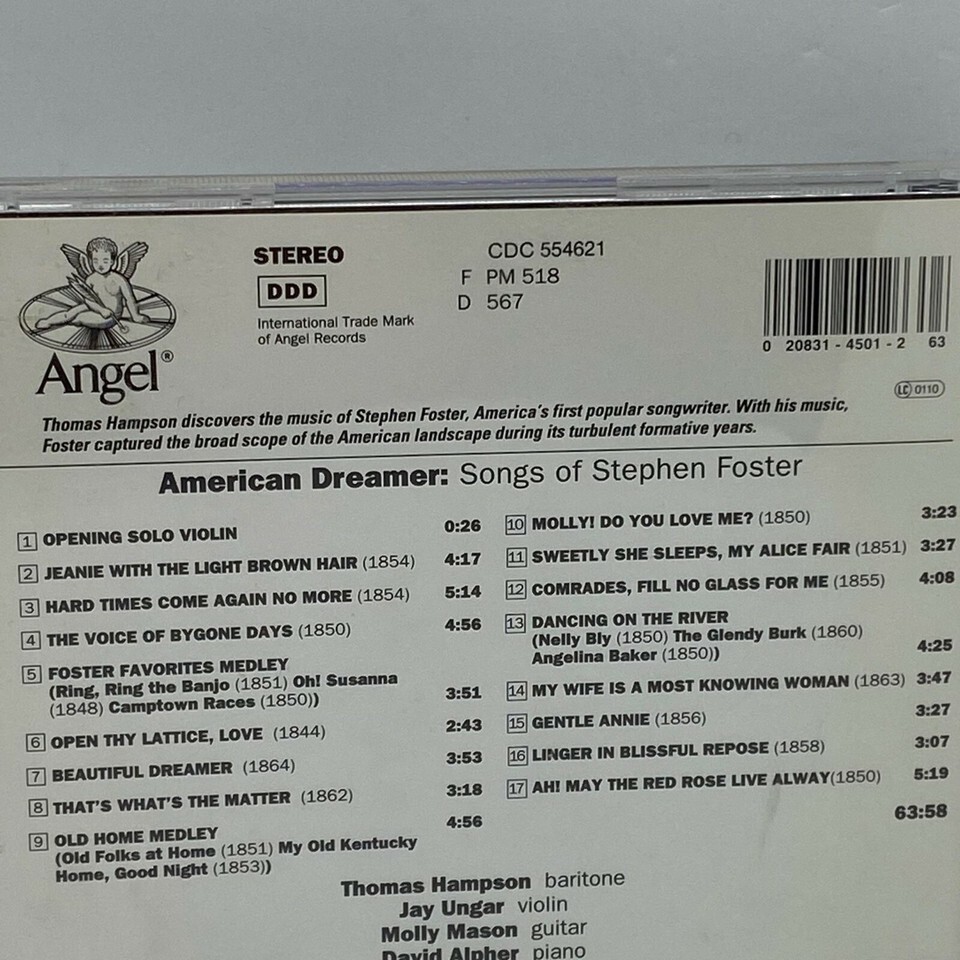 Angel®
STEREO
DDD
International Trade Mark
of Angel Records
CDC 554621
F PM 518
D 567
0 20831 - 4501 - 2 63
LC 0110
Thomas Hampson discovers the music of Stephen Foster, America's first popular songwriter. With his music,
Foster captured the broad scope of the American landscape during its turbulent formative years.
American Dreamer: Songs of Stephen Foster
1 OPENING SOLO VIOLIN 0:26
2 JEANIE WITH THE LIGHT BROWN HAIR (1854) 4:17
3 HARD TIMES COME AGAIN NO MORE (1854) 5:14
4 THE VOICE OF BYGONE DAYS (1850) 4:56
5 FOSTER FAVORITES MEDLEY
(Ring, Ring the Banjo (1851) Oh! Susanna
(1848) Camptown Races (1850)) 3:51
6 OPEN THY LATTICE, LOVE (1844) 2:43
7 BEAUTIFUL DREAMER (1864) 3:53
8 THAT'S WHAT'S THE MATTER (1862) 3:18
9 OLD HOME MEDLEY 4:56
(Old Folks at Home (1851) My Old Kentucky
Home, Good Night (1853))
10 MOLLY! DO YOU LOVE ME? (1850) 3:23
11 SWEETLY SHE SLEEPS, MY ALICE FAIR (1851) 3:27
12 COMRADES, FILL NO GLASS FOR ME (1855) 4:08
13 DANCING ON THE RIVER
(Nelly Bly (1850) The Glendy Burk (1860)
Angelina Baker (1850)) 4:25
14 MY WIFE IS A MOST KNOWING WOMAN (1863) 3:47
15 GENTLE ANNIE (1856) 3:27
16 LINGER IN BLISSFUL REPOSE (1858) 3:07
17 AH! MAY THE RED ROSE LIVE ALWAY(1850) 5:19
63:58
Thomas Hampson baritone
Jay Ungar violin
Molly Mason guitar
David Alpher piano